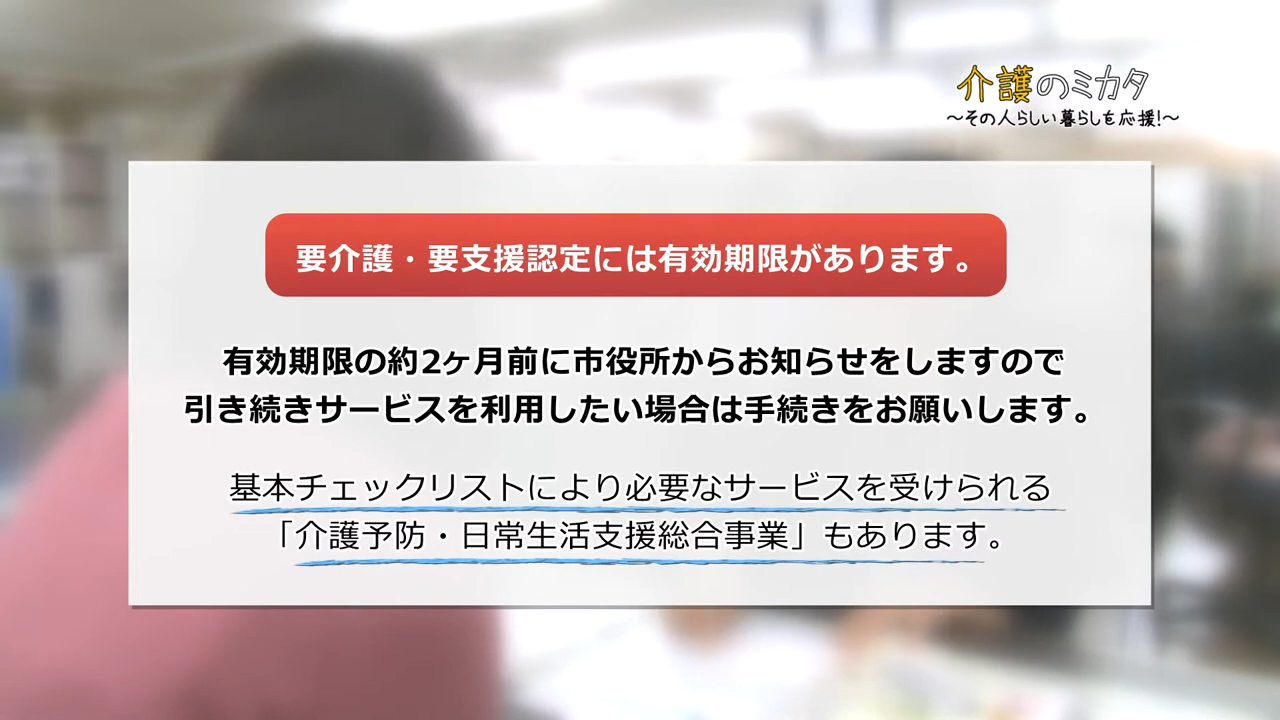 介護のミカタ
～その人らしい暮らしを応援!～
要介護・要支援認定には有効期限があります。
有効期限の約2ヶ月前に市役所からお知らせをしますので
引き続きサービスを利用したい場合は手続きをお願いします。
基本チェックリストにより必要なサービスを受けられる
「介護予防・日常生活支援総合事業」もあります。